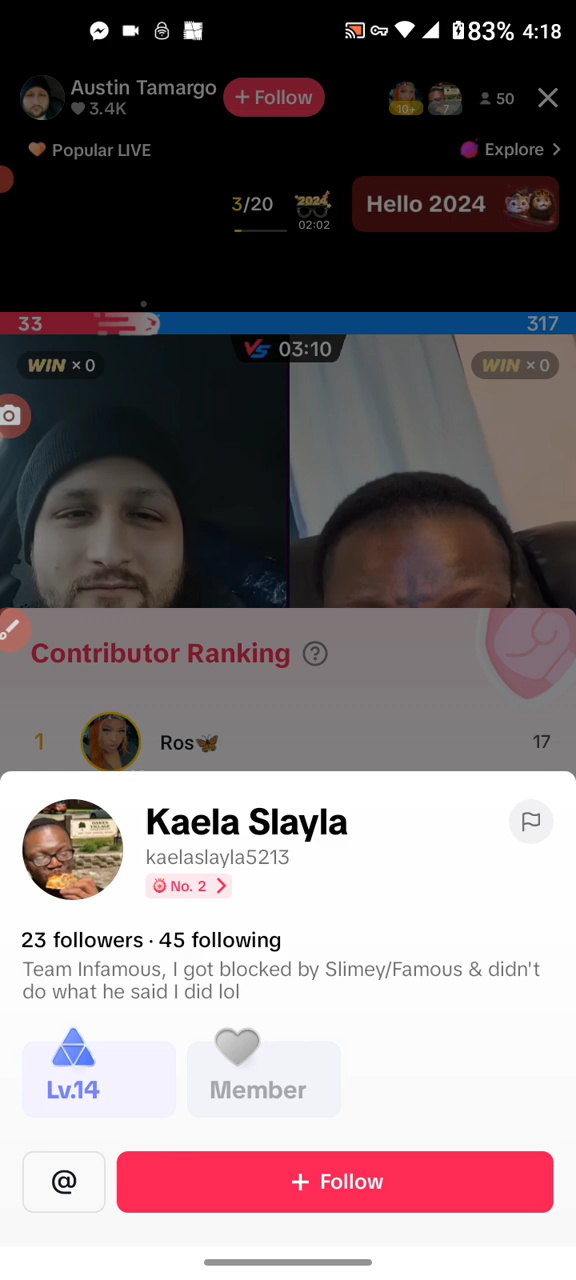 83% 4:18
Austin Tamargo
3.4K
+ Follow
10+
7
50
Popular LIVE
Explore
3/20
2024
02:02
Hello 2024
33
317
WIN × 0
VS 03:10
WIN × 0
Contributor Ranking
1
Ros
17
Kaela Slayla
kaelaslayla5213
No. 2
23 followers · 45 following
Team Infamous, I got blocked by Slimey/Famous & didn't
do what he said I did lol
Lv.14
Member
@
+ Follow